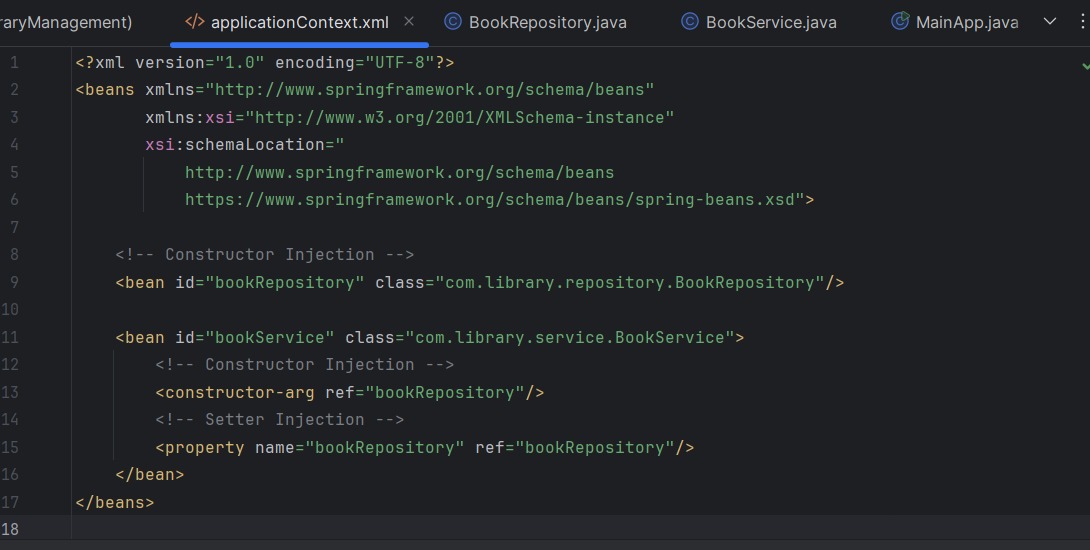 raryManagement) applicationContext.xml BookRepository.java BookService.java MainApp.java
1 <?xml version="1.0" encoding="UTF-8"?>
2 <beans xmlns="http://www.springframework.org/schema/beans"
3        xmlns:xsi="http://www.w3.org/2001/XMLSchema-instance"
4        xsi:schemaLocation="
5            http://www.springframework.org/schema/beans
6            https://www.springframework.org/schema/beans/spring-beans.xsd">
7
8     <!-- Constructor Injection -->
9     <bean id="bookRepository" class="com.library.repository.BookRepository"/>
10
11     <bean id="bookService" class="com.library.service.BookService">
12         <!-- Constructor Injection -->
13         <constructor-arg ref="bookRepository"/>
14         <!-- Setter Injection -->
15         <property name="bookRepository" ref="bookRepository"/>
16     </bean>
17 </beans>
18